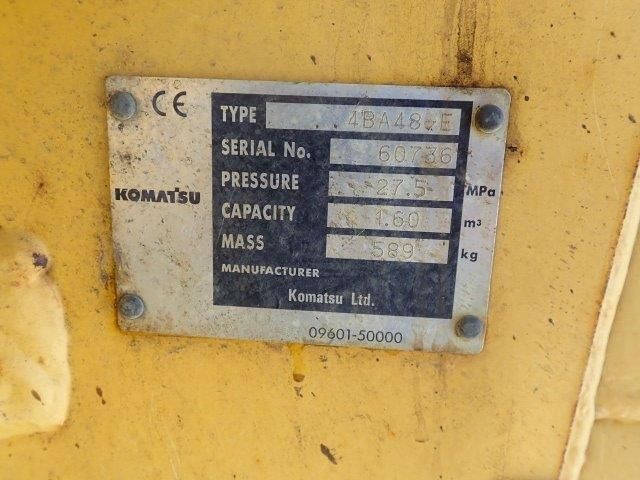 CE
KOMATSU
TYPE 4BA48-E
SERIAL No. 60736
PRESSURE 27.5 MPa
CAPACITY 1.60 m³
MASS 589 kg
MANUFACTURER
Komatsu Ltd.
09601-50000